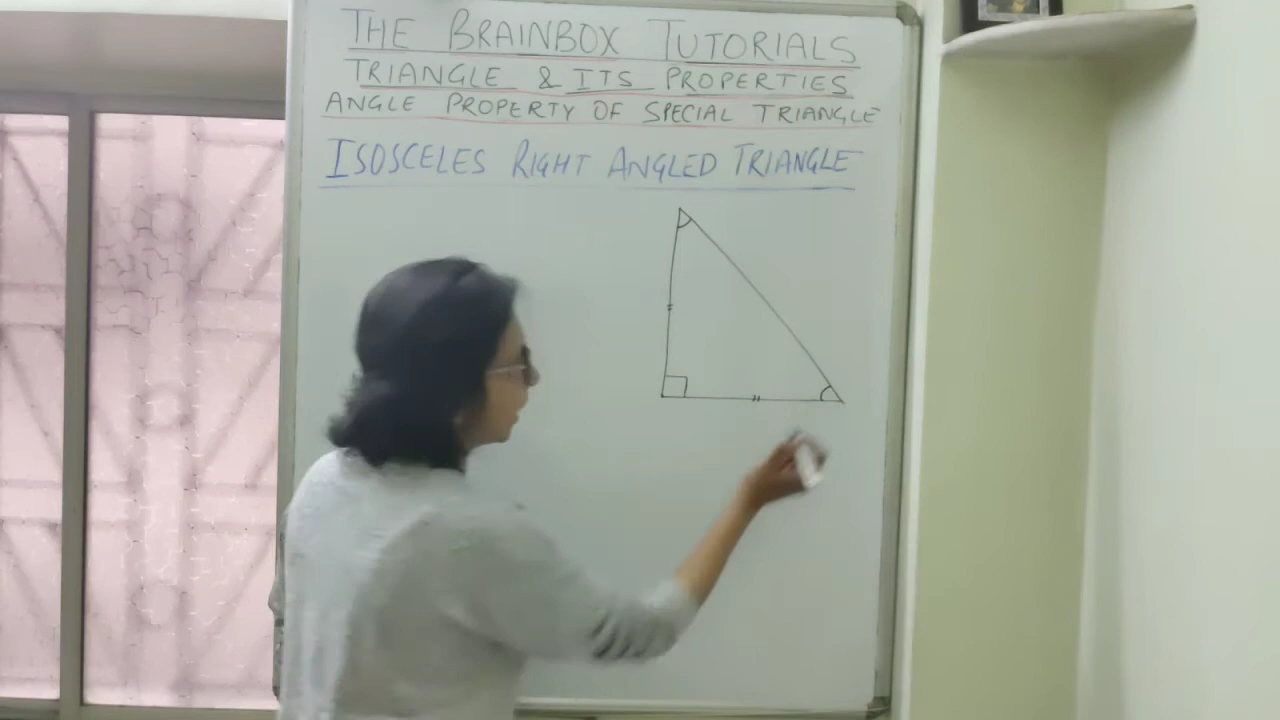 THE BRAINBOX TUTORIALS
TRIANGLE & ITS PROPERTIES
ANGLE PROPERTY OF SPECIAL TRIANGLE
ISOSCELES RIGHT ANGLED TRIANGLE